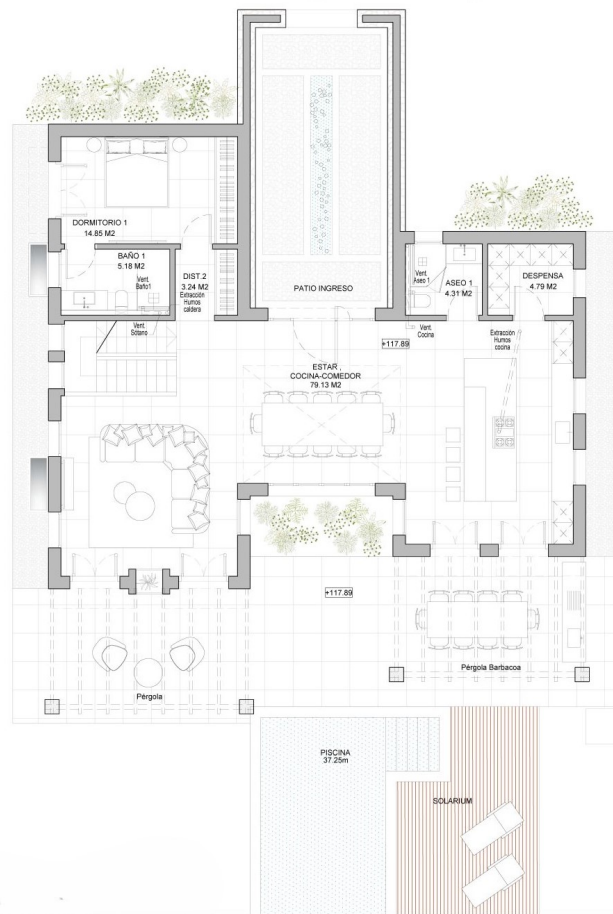 DORMITORIO 1
14.85 M2
BAÑO 1
5.18 M2
Vent.
Baño1
DIST.2
3.24 M2
Extracción
Humos
caldera
Vent.
Sótano
PATIO INGRESO
Vent.
Aseo 1
ASEO 1
4.31 M2
DESPENSA
4.79 M2
Vent.
Cocina
Extracción
Humos
cocina
+117.89
ESTAR ,
COCINA-COMEDOR
79.13 M2
+117.89
Pérgola
Pérgola Barbacoa
PISCINA
37.25m
SOLARIUM